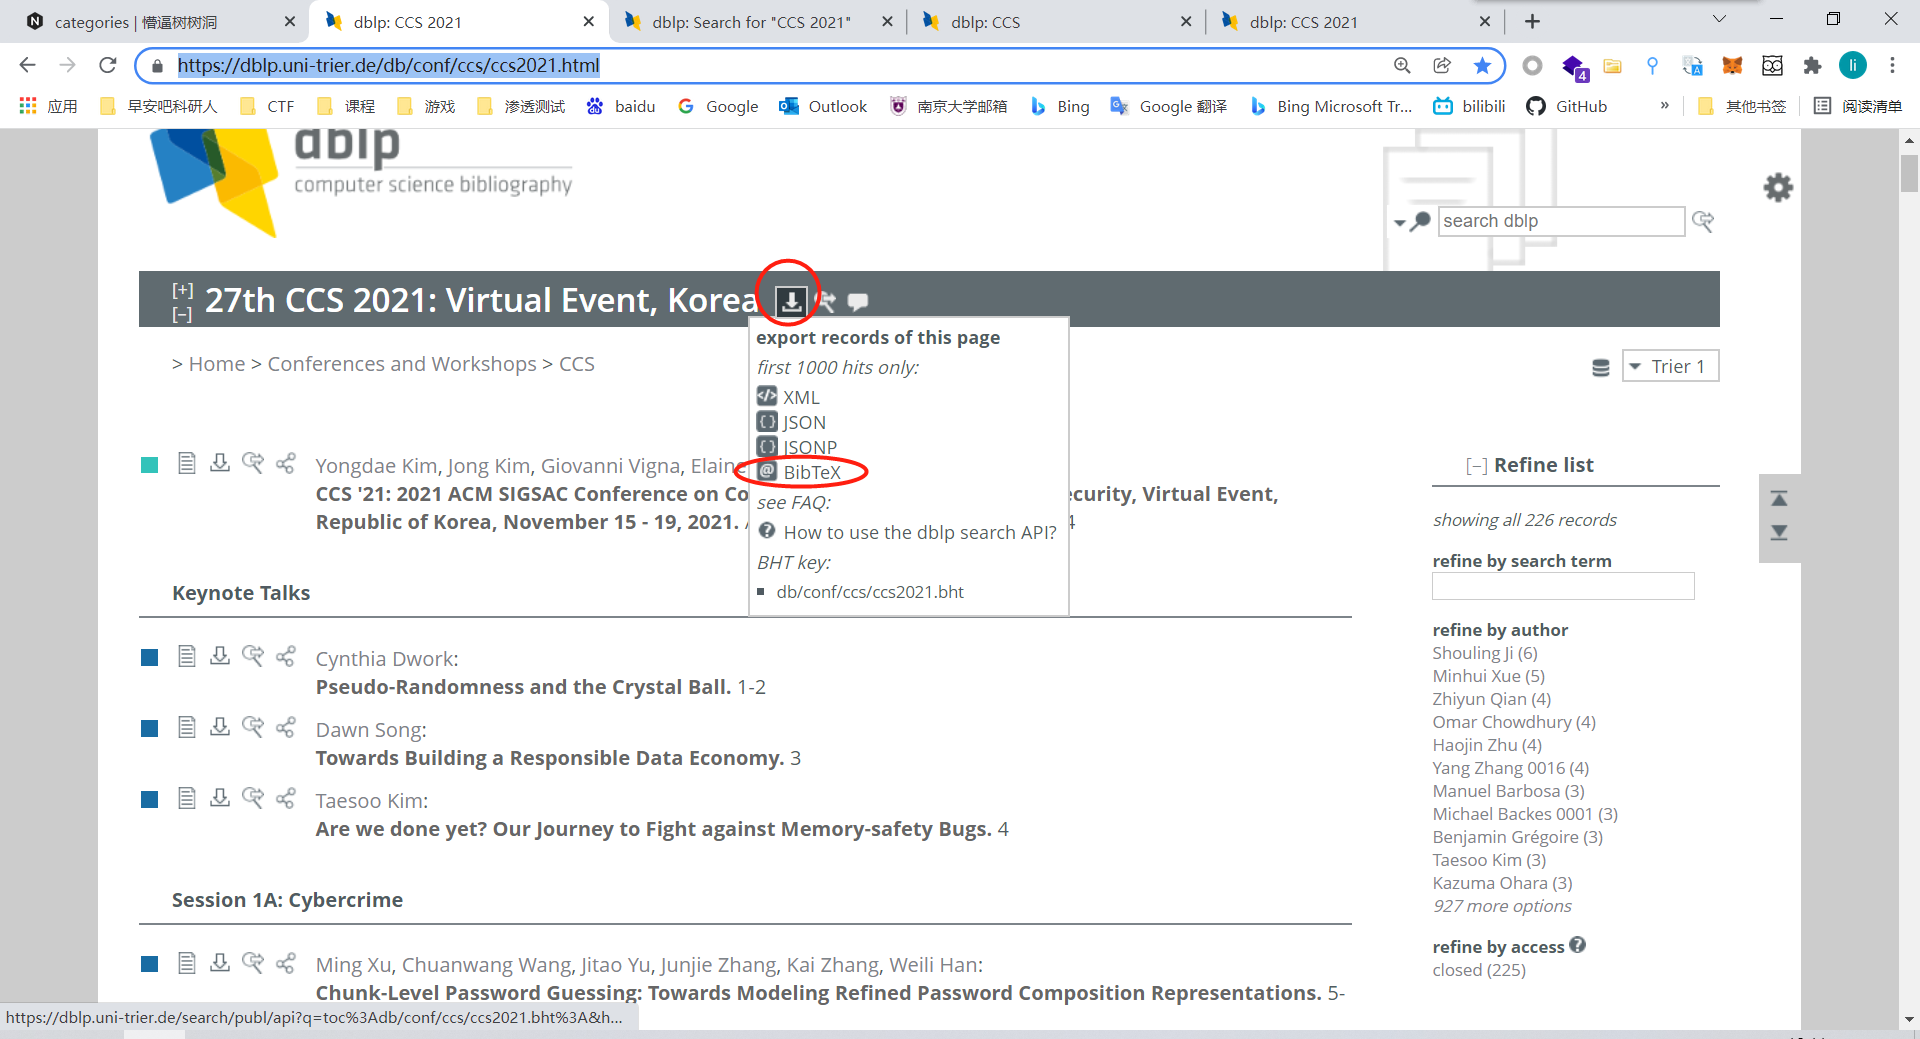 categories | 懵逼树树洞
dblp: CCS 2021
dblp: Search for "CCS 2021"
dblp: CCS
dblp: CCS 2021
https://dblp.uni-trier.de/db/conf/ccs/ccs2021.html
4
li
应用
早安吧科研人
CTF
课程
游戏
渗透测试
baidu
Google
Outlook
南京大学邮箱
Bing
Google 翻译
Bing Microsoft Tr...
bilibili
GitHub
»
其他书签
阅读清单
dblp
computer science bibliography
search dblp
[+]
[−]
27th CCS 2021: Virtual Event, Korea
export records of this page
first 1000 hits only:
XML
JSON
JSONP
BibTeX
see FAQ:
How to use the dblp search API?
BHT key:
db/conf/ccs/ccs2021.bht
> Home > Conferences and Workshops > CCS
Trier 1
Yongdae Kim, Jong Kim, Giovanni Vigna, Elaine
CCS '21: 2021 ACM SIGSAC Conference on Co
curity, Virtual Event,
Republic of Korea, November 15 - 19, 2021.
4
Keynote Talks
Cynthia Dwork:
Pseudo-Randomness and the Crystal Ball. 1-2
Dawn Song:
Towards Building a Responsible Data Economy. 3
Taesoo Kim:
Are we done yet? Our Journey to Fight against Memory-safety Bugs. 4
Session 1A: Cybercrime
Ming Xu, Chuanwang Wang, Jitao Yu, Junjie Zhang, Kai Zhang, Weili Han:
Chunk-Level Password Guessing: Towards Modeling Refined Password Composition Representations. 5-
[−] Refine list
showing all 226 records
refine by search term
refine by author
Shouling Ji (6)
Minhui Xue (5)
Zhiyun Qian (4)
Omar Chowdhury (4)
Haojin Zhu (4)
Yang Zhang 0016 (4)
Manuel Barbosa (3)
Michael Backes 0001 (3)
Benjamin Grégoire (3)
Taesoo Kim (3)
Kazuma Ohara (3)
927 more options
refine by access
closed (225)
https://dblp.uni-trier.de/search/publ/api?q=toc%3Adb/conf/ccs/ccs2021.bht%3A&h...